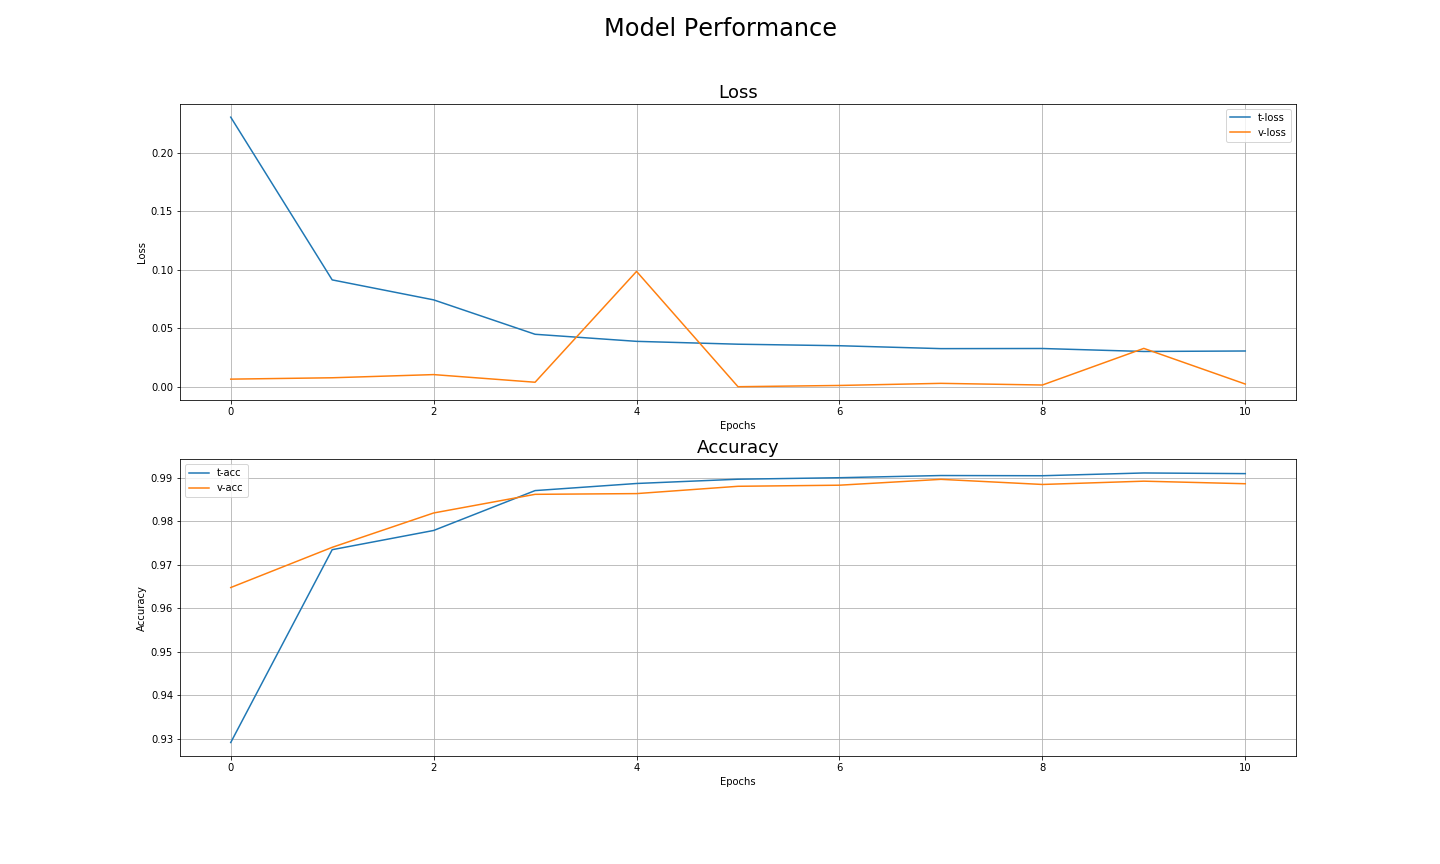 Model Performance
Loss
t-loss
v-loss
0.20
0.15
0.10
0.05
0.00
Loss
0 2 4 6 8 10
Epochs
Accuracy
t-acc
v-acc
0.99
0.98
0.97
0.96
0.95
0.94
0.93
Accuracy
0 2 4 6 8 10
Epochs